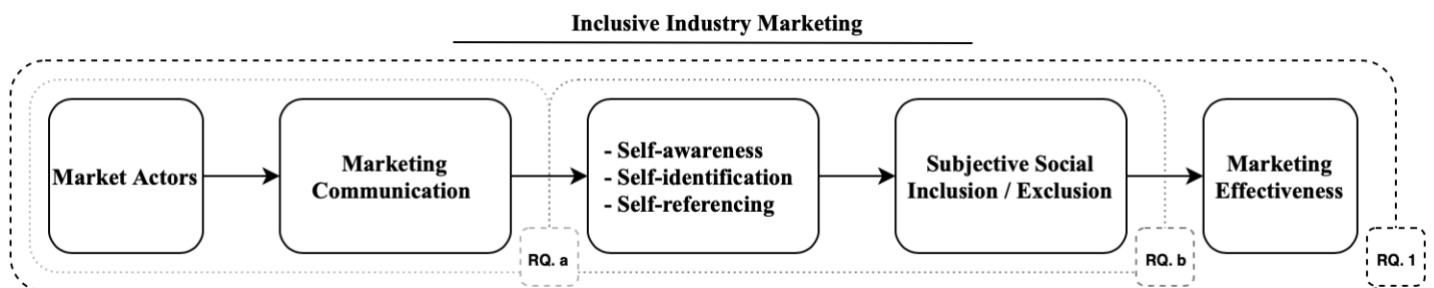 Inclusive Industry Marketing
Market Actors
Marketing
Communication
- Self-awareness
- Self-identification
- Self-referencing
Subjective Social
Inclusion / Exclusion
Marketing
Effectiveness
RQ. a
RQ. b
RQ. 1